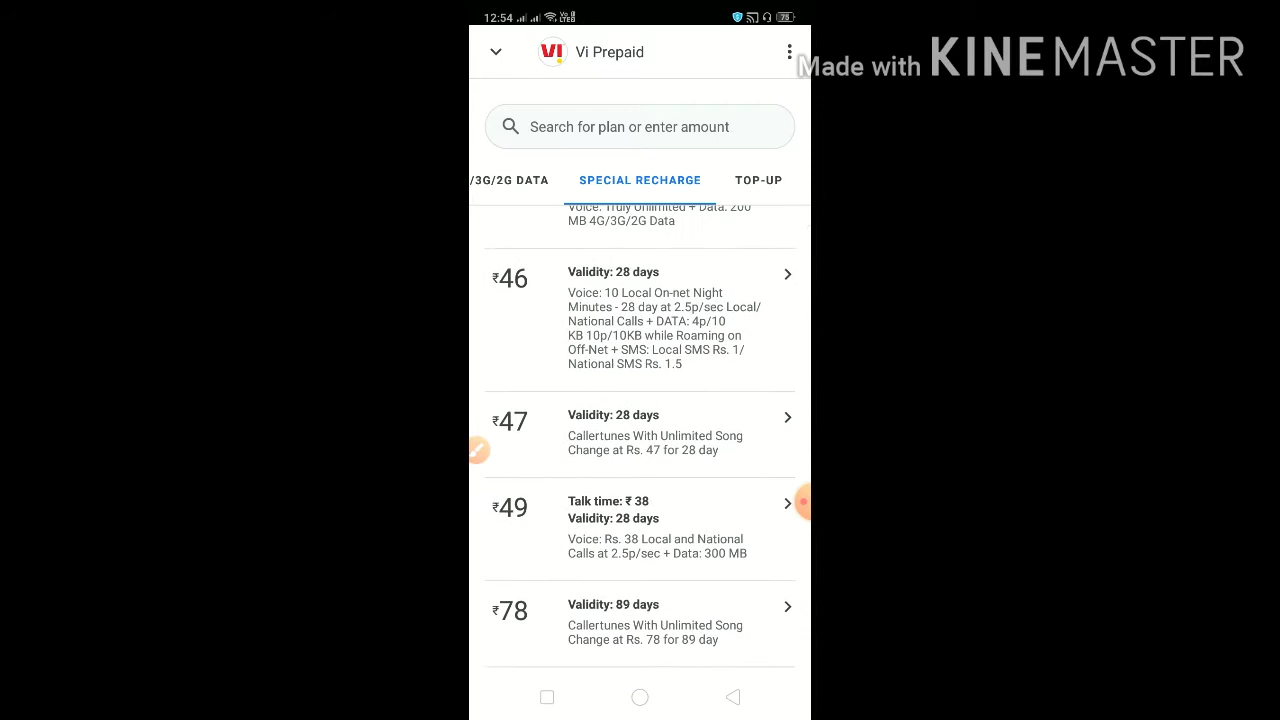 12:54 Vo LTE2 75
VI Vi Prepaid
Made with KINEMASTER
Search for plan or enter amount
/3G/2G DATA SPECIAL RECHARGE TOP-UP
Voice: Truly Unlimited + Data: 200
MB 4G/3G/2G Data
₹46
Validity: 28 days
Voice: 10 Local On-net Night
Minutes - 28 day at 2.5p/sec Local/
National Calls + DATA: 4p/10
KB 10p/10KB while Roaming on
Off-Net + SMS: Local SMS Rs. 1/
National SMS Rs. 1.5
₹47
Validity: 28 days
Callertunes With Unlimited Song
Change at Rs. 47 for 28 day
₹49
Talk time: ₹ 38
Validity: 28 days
Voice: Rs. 38 Local and National
Calls at 2.5p/sec + Data: 300 MB
₹78
Validity: 89 days
Callertunes With Unlimited Song
Change at Rs. 78 for 89 day